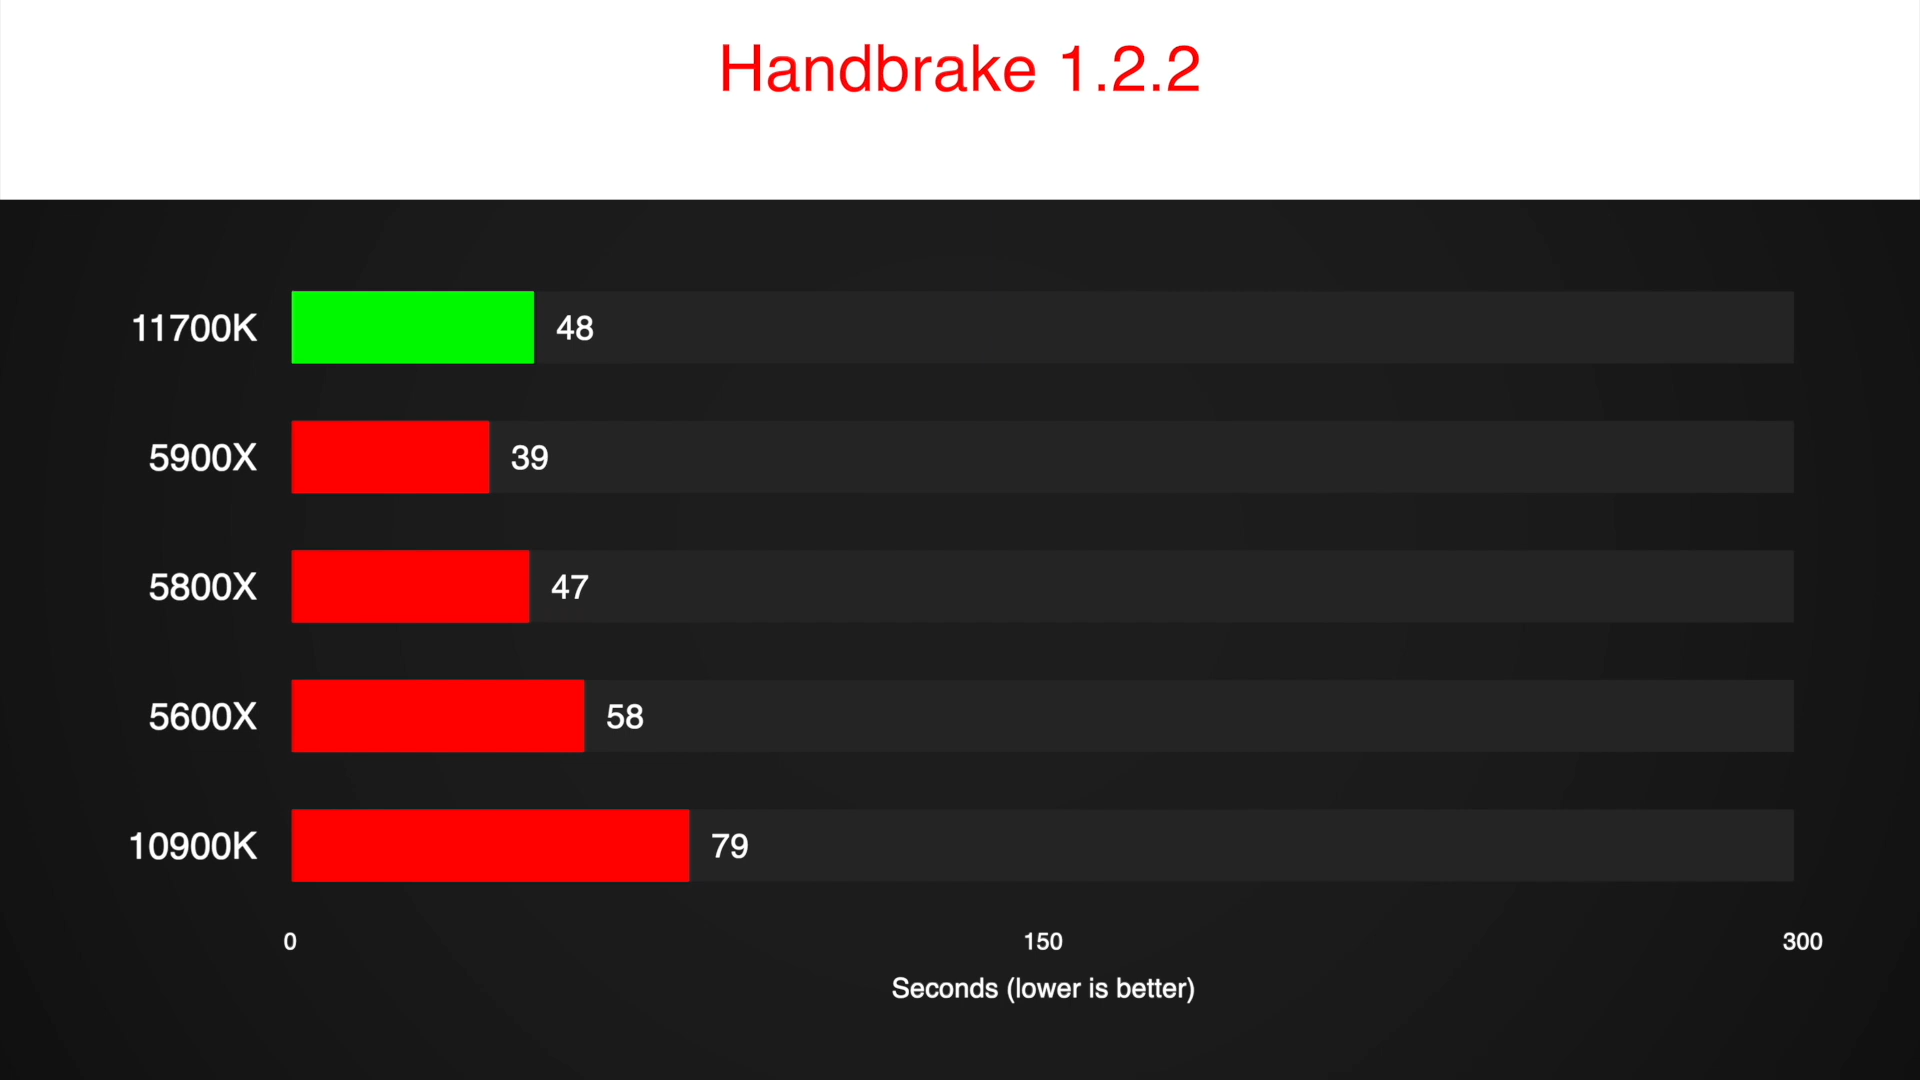 Handbrake 1.2.2
11700K 48
5900X 39
5800X 47
5600X 58
10900K 79
0 150 300
Seconds (lower is better)